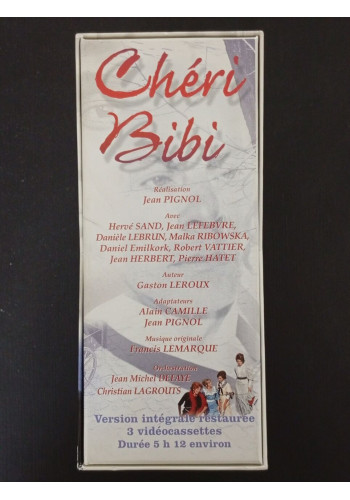 Chéri
Bibi
Réalisation
Jean PIGNOL
Avec
Hervé SAND, Jean LEFEBVRE,
Danièle LEBRUN, Malka RIBOWSKA,
Daniel Emilkork, Robert VATTIER,
Jean HERBERT, Pierre HATET
Auteur
Gaston LEROUX
Adaptateurs
Alain CAMILLE
Jean PIGNOL
Musique originale
Francis LEMARQUE
Orchestration
Jean Michel DEFAYE
Christian LAGROUTS
Version intégrale restaurée
3 vidéocassettes
Durée 5 h 12 environ